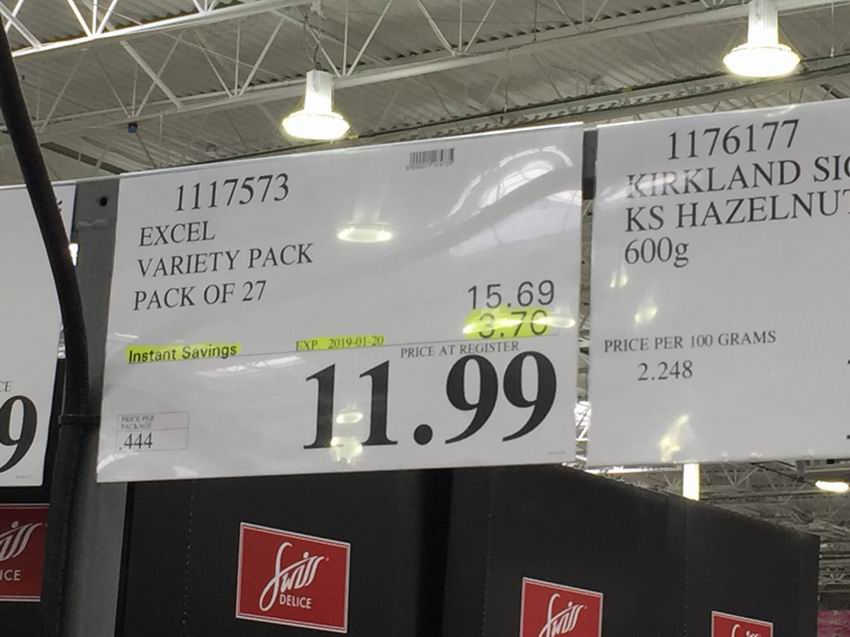 1117573
EXCEL
VARIETY PACK
PACK OF 27
15.69
3.70
Instant Savings
EXP. 2019-01-20
PRICE AT REGISTER
11.99
PRICE PER
PACKAGE
.444
1176177
KIRKLAND SIG
KS HAZELNUT
600g
PRICE PER 100 GRAMS
2.248
CE
9
Swiss
DELICE
Swiss
ICE
Swiss